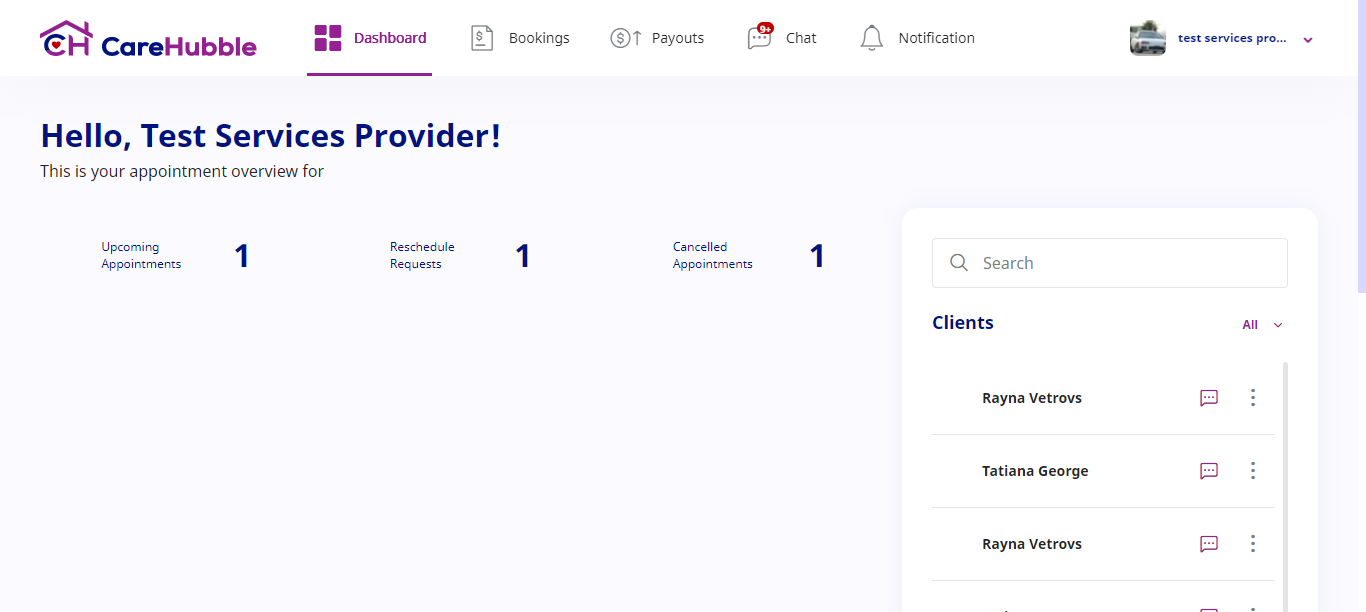 CH CareHubble
Dashboard
Bookings
Payouts
9+
Chat
Notification
test services pro...
Hello, Test Services Provider!
This is your appointment overview for
Upcoming
Appointments
1
Reschedule
Requests
1
Cancelled
Appointments
1
Search
Clients
All
Rayna Vetrovs
Tatiana George
Rayna Vetrovs